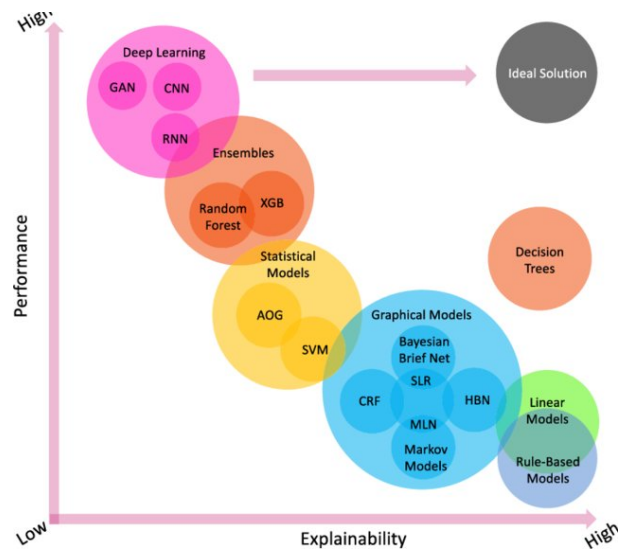 High
Deep Learning
GAN
CNN
RNN
Ideal Solution
Ensembles
Random
Forest
XGB
Decision
Trees
Statistical
Models
AOG
SVM
Graphical Models
Bayesian
Brief Net
SLR
CRF
HBN
MLN
Markov
Models
Linear
Models
Rule-Based
Models
Performance
Low
Explainability
High